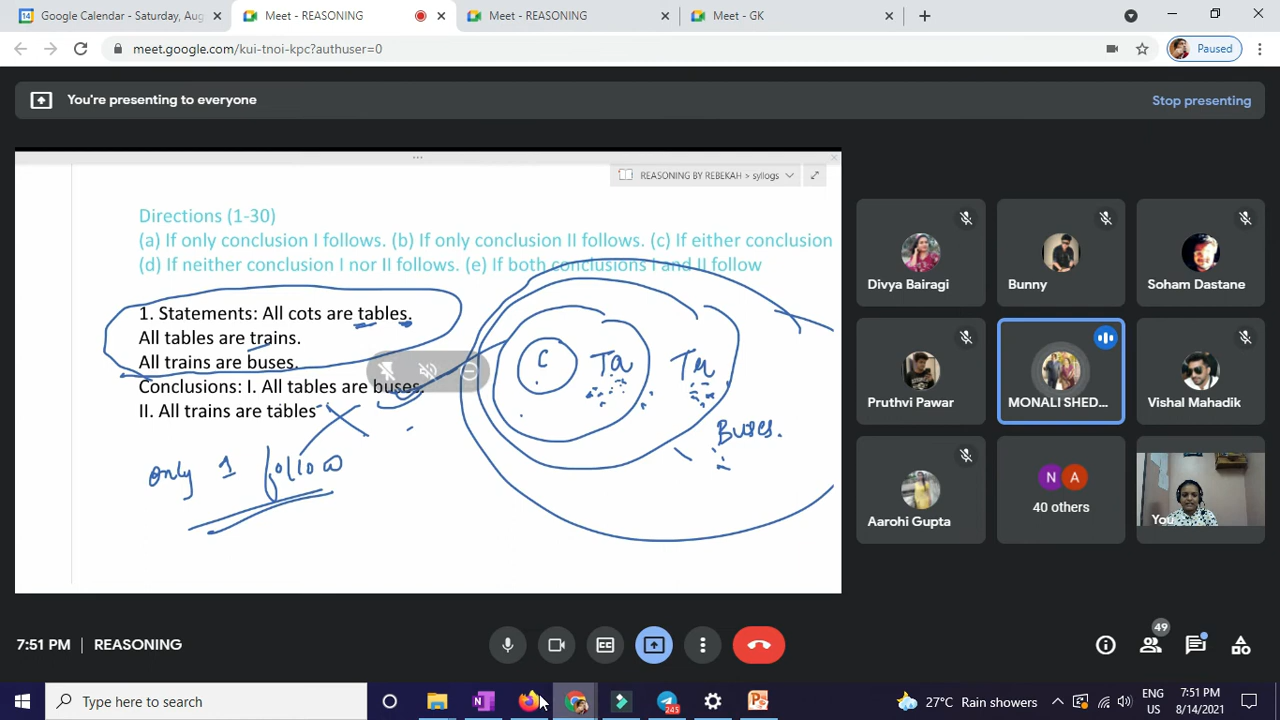 Google Calendar - Saturday, Aug
Meet - REASONING
Meet - REASONING
Meet - GK
meet.google.com/kui-tnoi-kpc?authuser=0
Paused
You're presenting to everyone
Stop presenting
REASONING BY REBEKAH > syllogs
Directions (1-30)
(a) If only conclusion I follows. (b) If only conclusion II follows. (c) If either conclusion
(d) If neither conclusion I nor II follows. (e) If both conclusions I and II follow
1. Statements: All cots are tables.
All tables are trains.
All trains are buses.
Conclusions: I. All tables are buses.
II. All trains are tables
only 1 follow
C
Ta
Tu
Buses.
Divya Bairagi
Bunny
Soham Dastane
Pruthvi Pawar
MONALI SHED...
Vishal Mahadik
Aarohi Gupta
N
A
40 others
You
7:51 PM | REASONING
49
Type here to search
245
27°C Rain showers
ENG
US
7:51 PM
8/14/2021